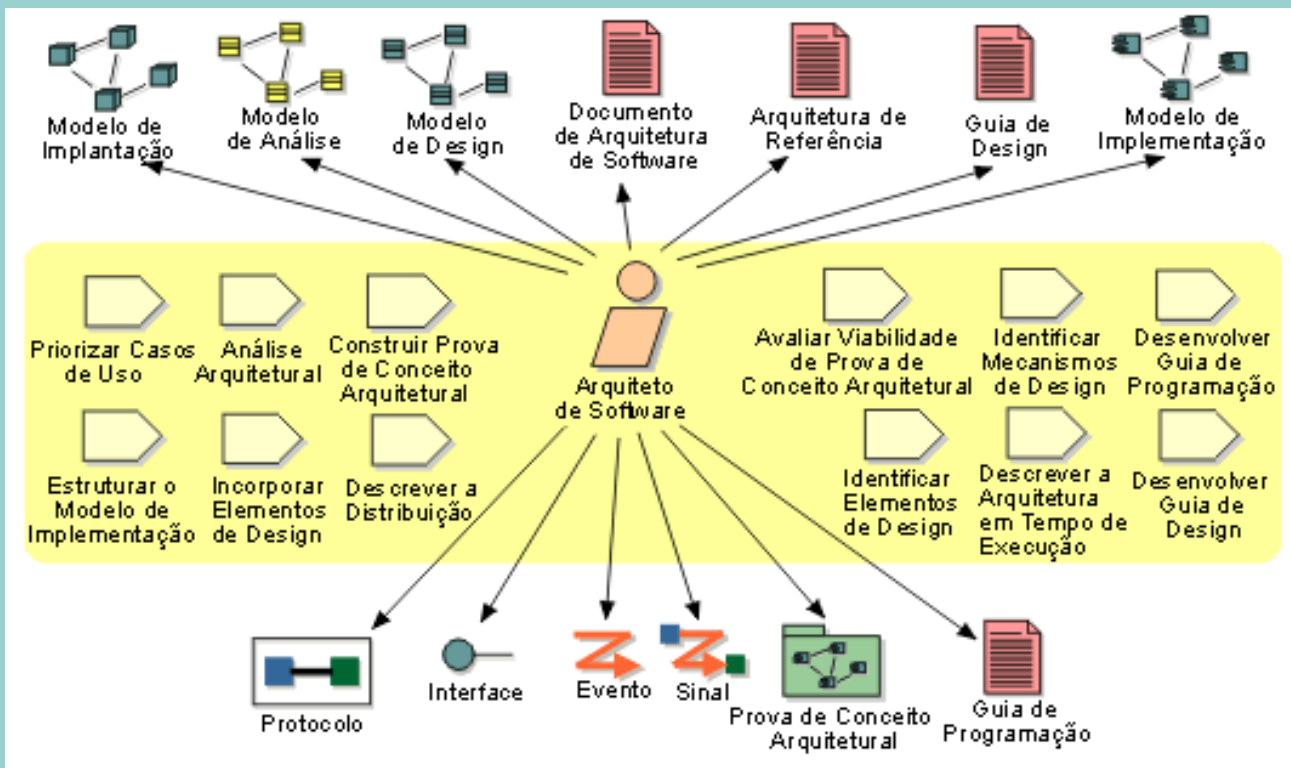 Modelo de
Implantação
Modelo
de Análise
Modelo
de Design
Documento
de Arquitetura
de Software
Arquitetura de
Referência
Guia de
Design
Modelo de
Implementação
Priorizar Casos
de Uso
Análise
Arquitetural
Construir Prova
de Conceito
Arquitetural
Arquiteto
de Software
Avaliar Viabilidade
de Prova de
Conceito Arquitetural
Identificar
Mecanismos
de Design
Desenvolver
Guia de
Programação
Estruturar o
Modelo de
Implementação
Incorporar
Elementos
de Design
Descrever a
Distribuição
Identificar
Elementos
de Design
Descrever a
Arquitetura
em Tempo de
Execução
Desenvolver
Guia de
Design
Protocolo
Interface
Evento
Sinal
Prova de Conceito
Arquitetural
Guia de
Programação